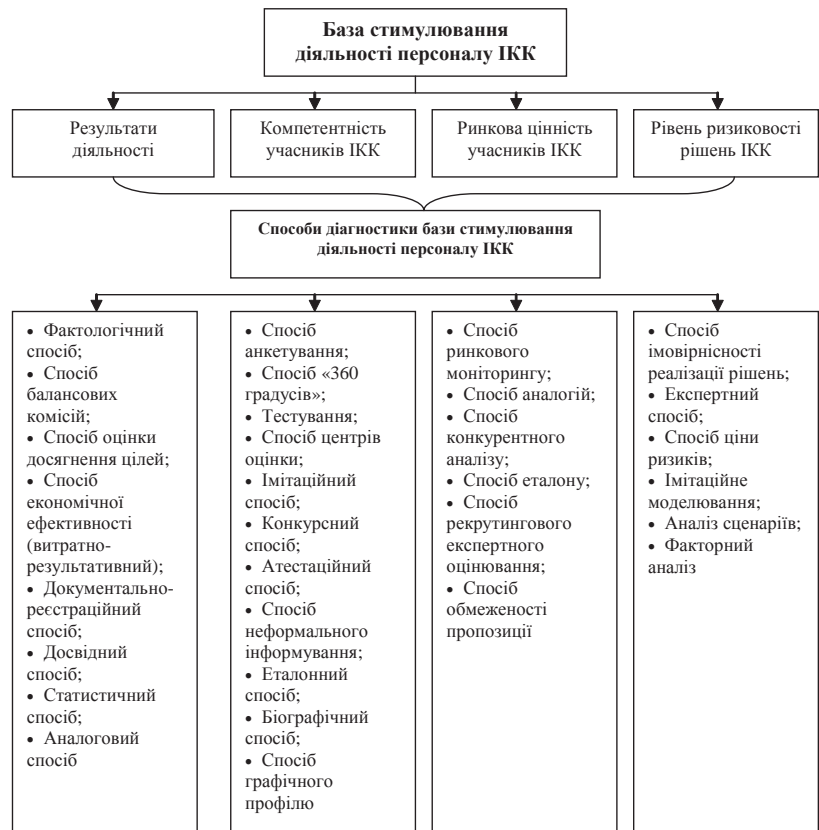 База стимулювання
діяльності персоналу ІКК
Результати
діяльності
Компетентність
учасників ІКК
Ринкова цінність
учасників ІКК
Рівень ризиковості
рішень ІКК
Способи діагностики бази стимулювання
діяльності персоналу ІКК
• Фактологічний
спосіб;
• Спосіб
балансових
комісій;
• Спосіб оцінки
досягнення цілей;
• Спосіб
економічної
ефективності
(витратно-
результативний);
• Документально-
реєстраційний
спосіб;
• Досвідний
спосіб;
• Статистичний
спосіб;
• Аналоговий
спосіб
• Спосіб
анкетування;
• Спосіб «360
градусів»;
• Тестування;
• Спосіб центрів
оцінки;
• Імітаційний
спосіб;
• Конкурсний
спосіб;
• Атестаційний
спосіб;
• Спосіб
неформального
інформування;
• Еталонний
спосіб;
• Біографічний
спосіб;
• Спосіб
графічного
профілю
• Спосіб
ринкового
моніторингу;
• Спосіб аналогій;
• Спосіб
конкурентного
аналізу;
• Спосіб еталону;
• Спосіб
рекрутингового
експертного
оцінювання;
• Спосіб
обмеженості
пропозиції
• Спосіб
імовірнісності
реалізації рішень;
• Експертний
спосіб;
• Спосіб ціни
ризиків;
• Імітаційне
моделювання;
• Аналіз сценаріїв;
• Факторний
аналіз